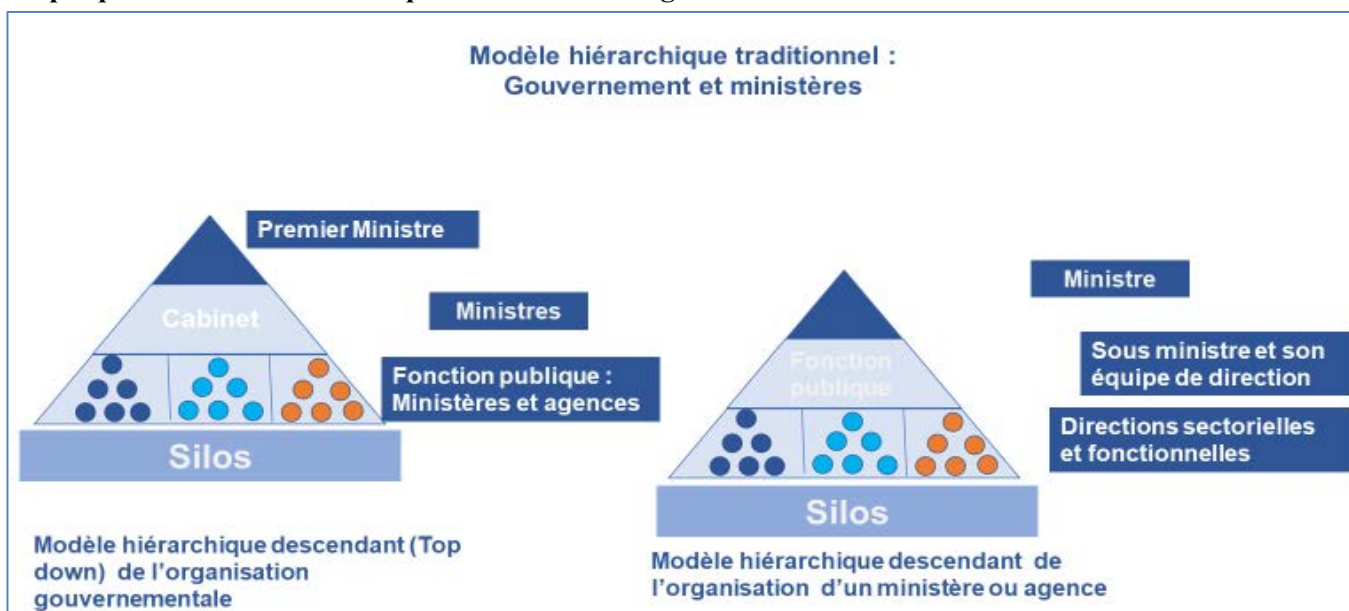 Modèle hiérarchique traditionnel :
Gouvernement et ministères
Premier Ministre
Cabinet
Ministres
Fonction publique :
Ministères et agences
Silos
Modèle hiérarchique descendant (Top
down) de l'organisation
gouvernementale
Ministre
Fonction
publique
Sous ministre et son
équipe de direction
Directions sectorielles
et fonctionnelles
Silos
Modèle hiérarchique descendant de
l'organisation d'un ministère ou agence